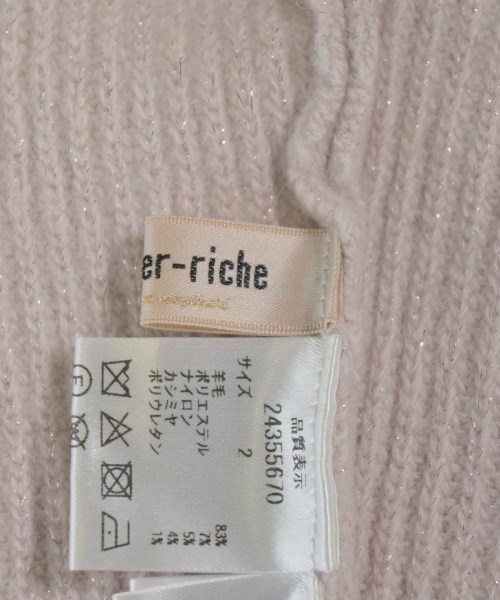 er-riche
品質表示
24355670
サイズ 2
羊毛 83%
ポリエステル 7%
ナイロン 5%
カシミヤ 4%
ポリウレタン 1%
F